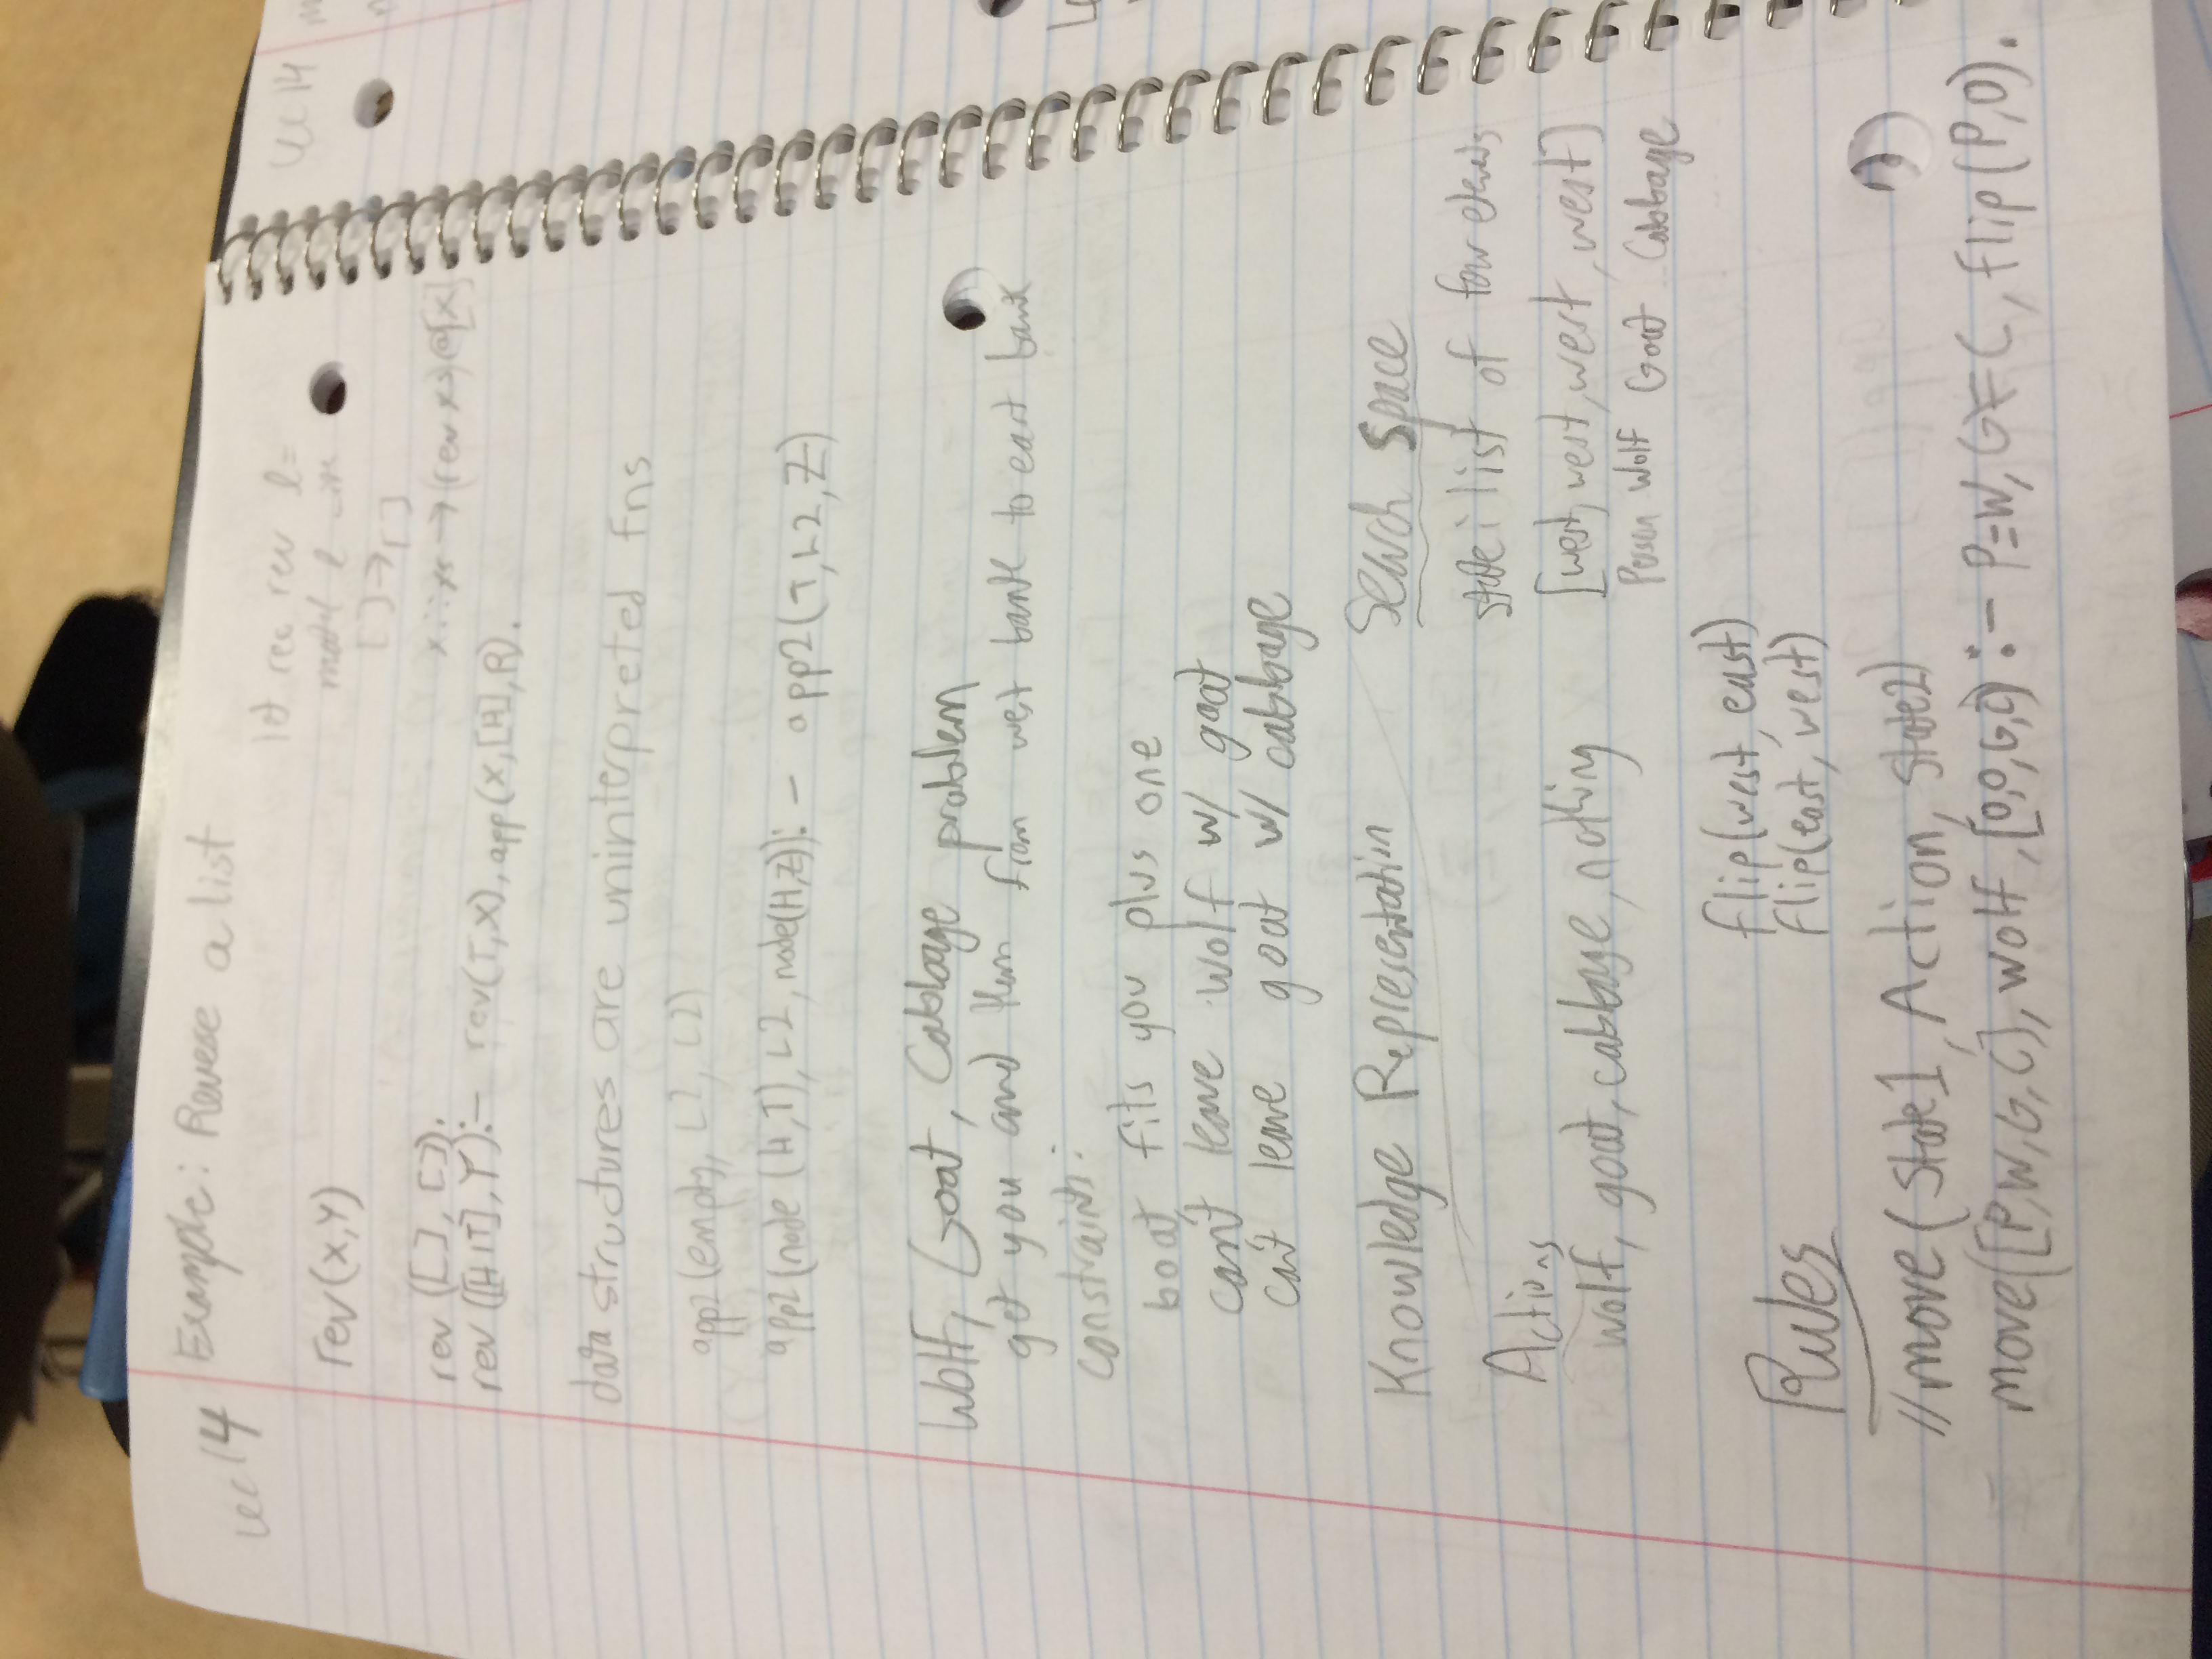 lec 14
Example: Reverse a list
let rec rev l =
match l with
[] → []
x::xs → (rev xs)@[x]
rev(X,Y)
rev([], []).
rev([H|T],Y):- rev(T,X), app(X,[H],R).
data structures are uninterpreted fns
app2(empty, L2, L2)
app2(node(H,T), L2, node(H,Z)):- app2(T,L2,Z)
Wolf, Goat, Cabbage problem
get you and them from west bank to east bank
constraints:
boat fits you plus one
can't leave wolf w/ goat
can't leave goat w/ cabbage
Knowledge Representation
Actions
wolf, goat, cabbage, nothing
Search Space
state: list of four elements
[west, west, west, west]
Person Wolf Goat Cabbage
flip(west, east)
flip(east, west)
Rules
//move(State1, Action, State2)
move([P,W,G,C], wolf, [O,O,G,C]) :- P=W, G≠C, flip(P,O).
lec 14